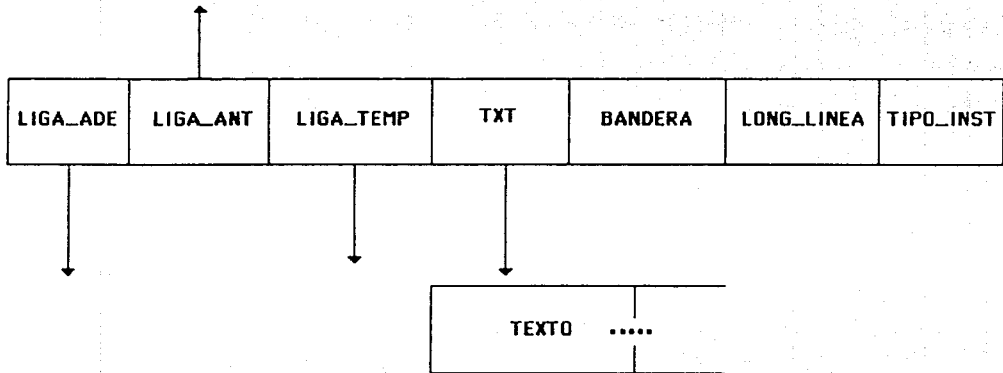 LIGA_ADE LIGA_ANT LIGA_TEMP TXT BANDERA LONG_LINEA TIPO_INST
TEXTO .....